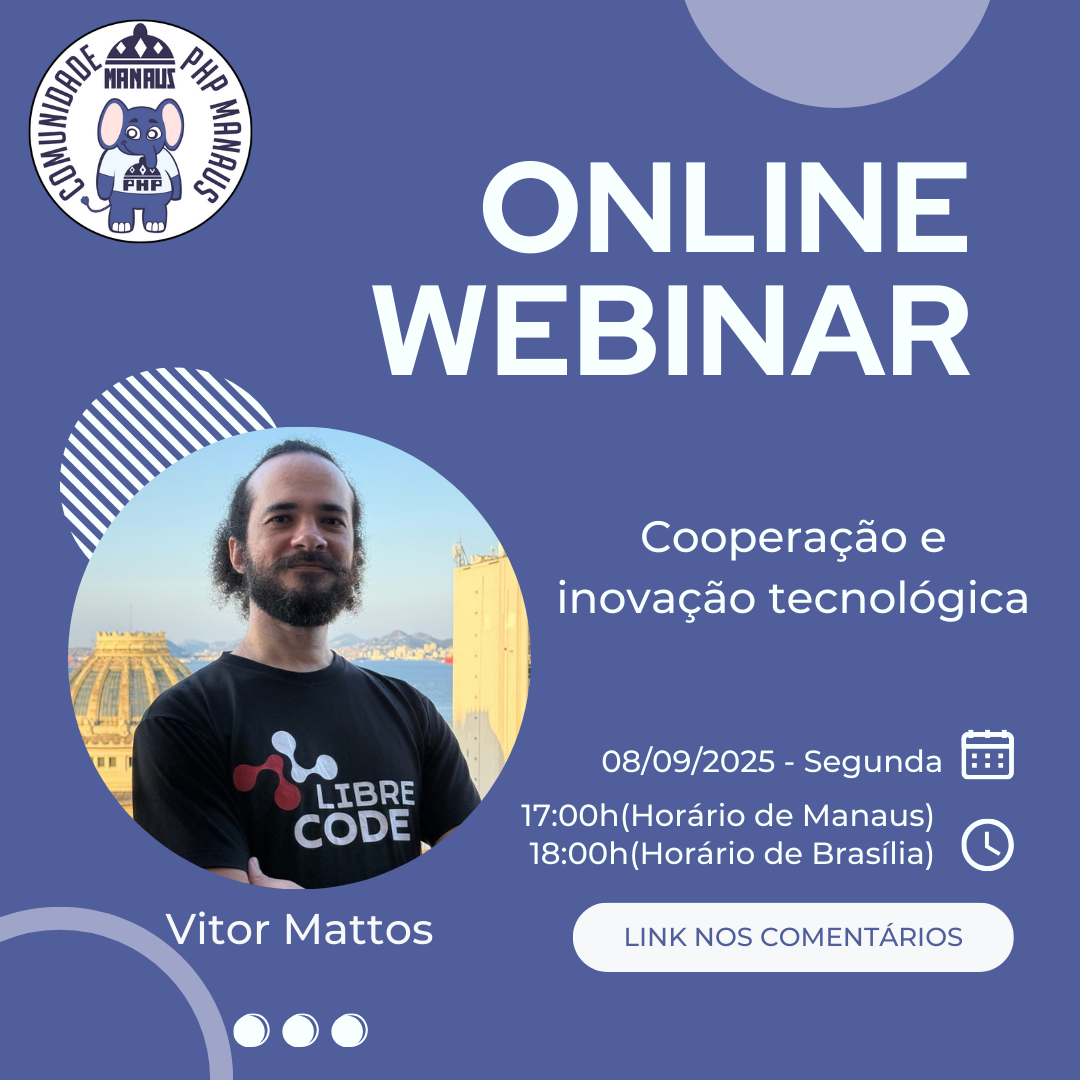 COMUNIDADE PHP MANAUS
MANAUS
PHP
ONLINE
WEBINAR
Cooperação e
inovação tecnológica
LIBRE
CODE
08/09/2025 - Segunda
17:00h(Horário de Manaus)
18:00h(Horário de Brasília)
Vitor Mattos
LINK NOS COMENTÁRIOS